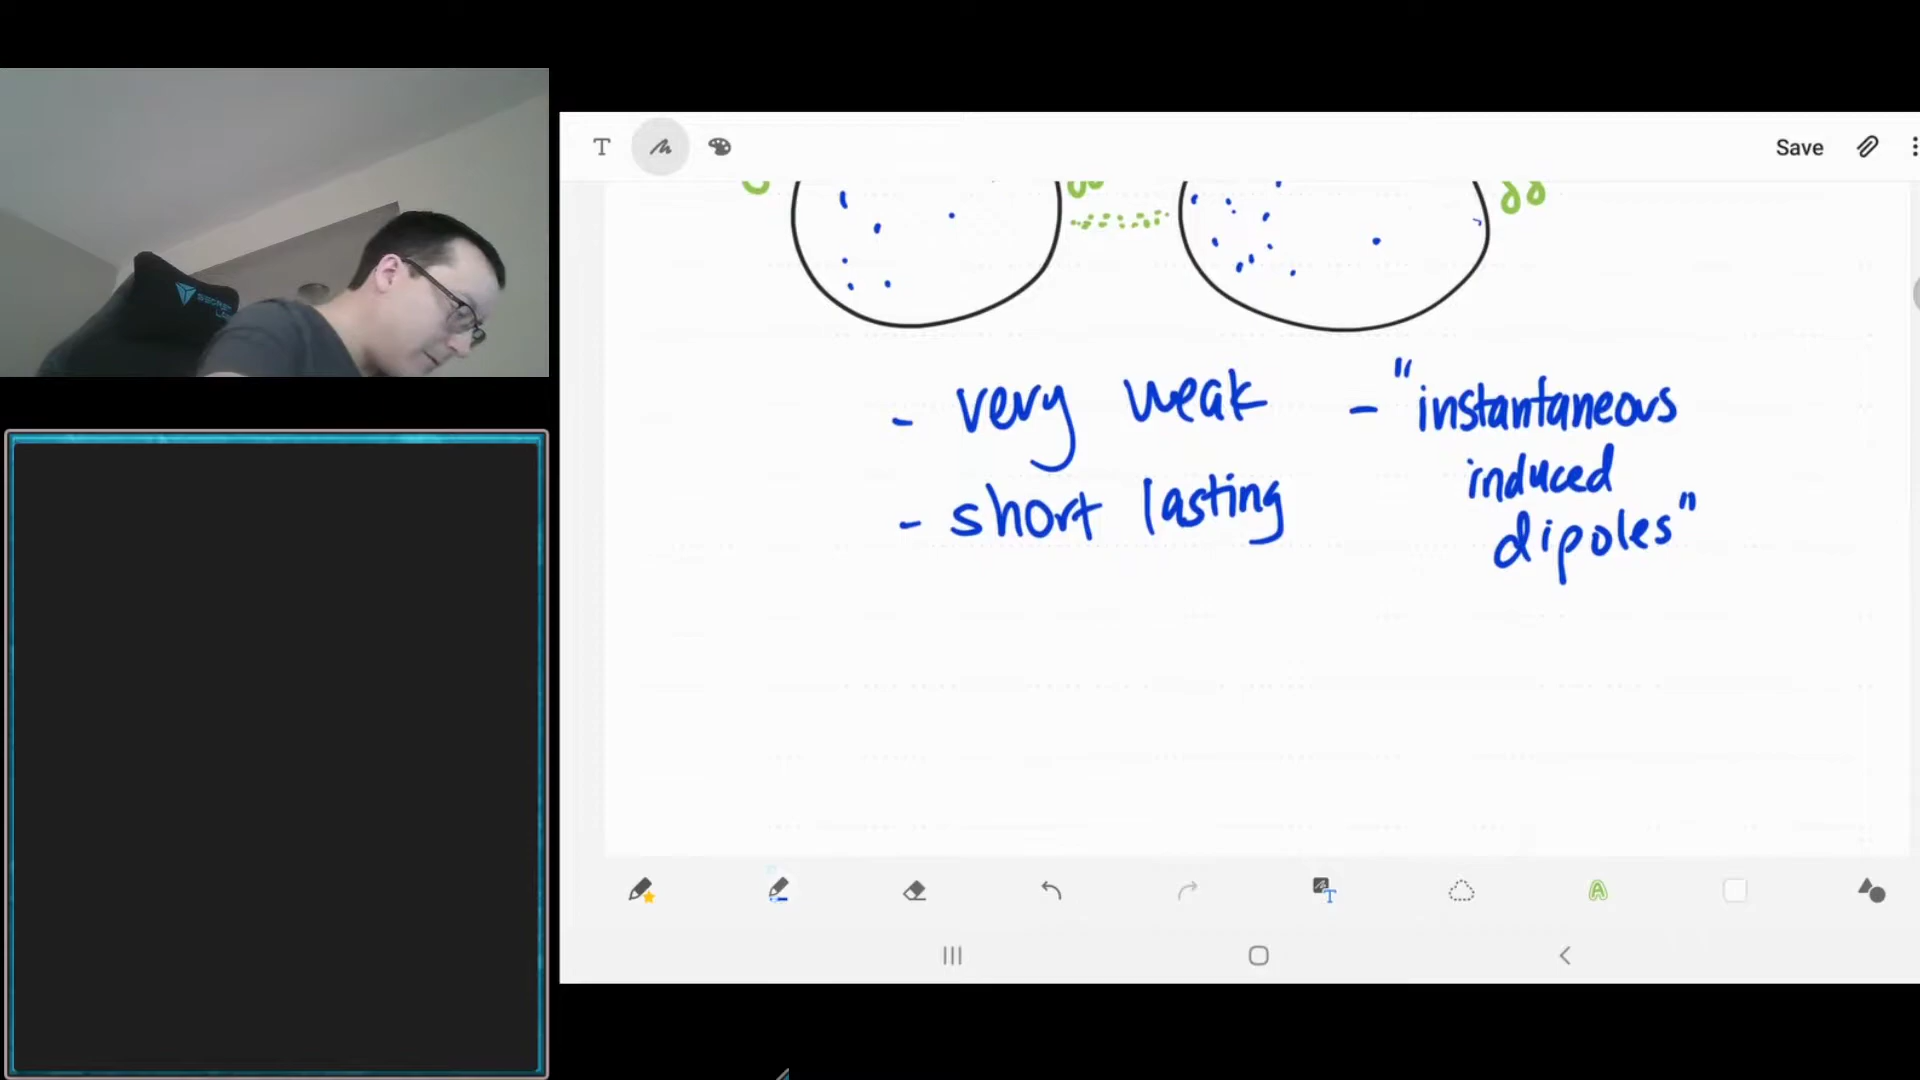 T
Save
- very weak
- short lasting
- "instantaneous
induced
dipoles"